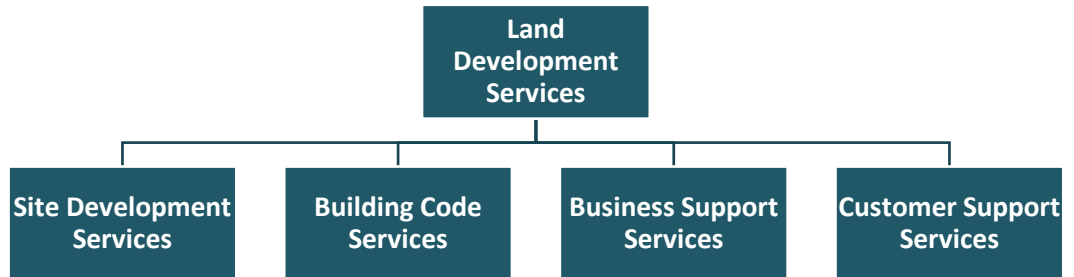 Land
Development
Services
Site Development
Services
Building Code
Services
Business Support
Services
Customer Support
Services